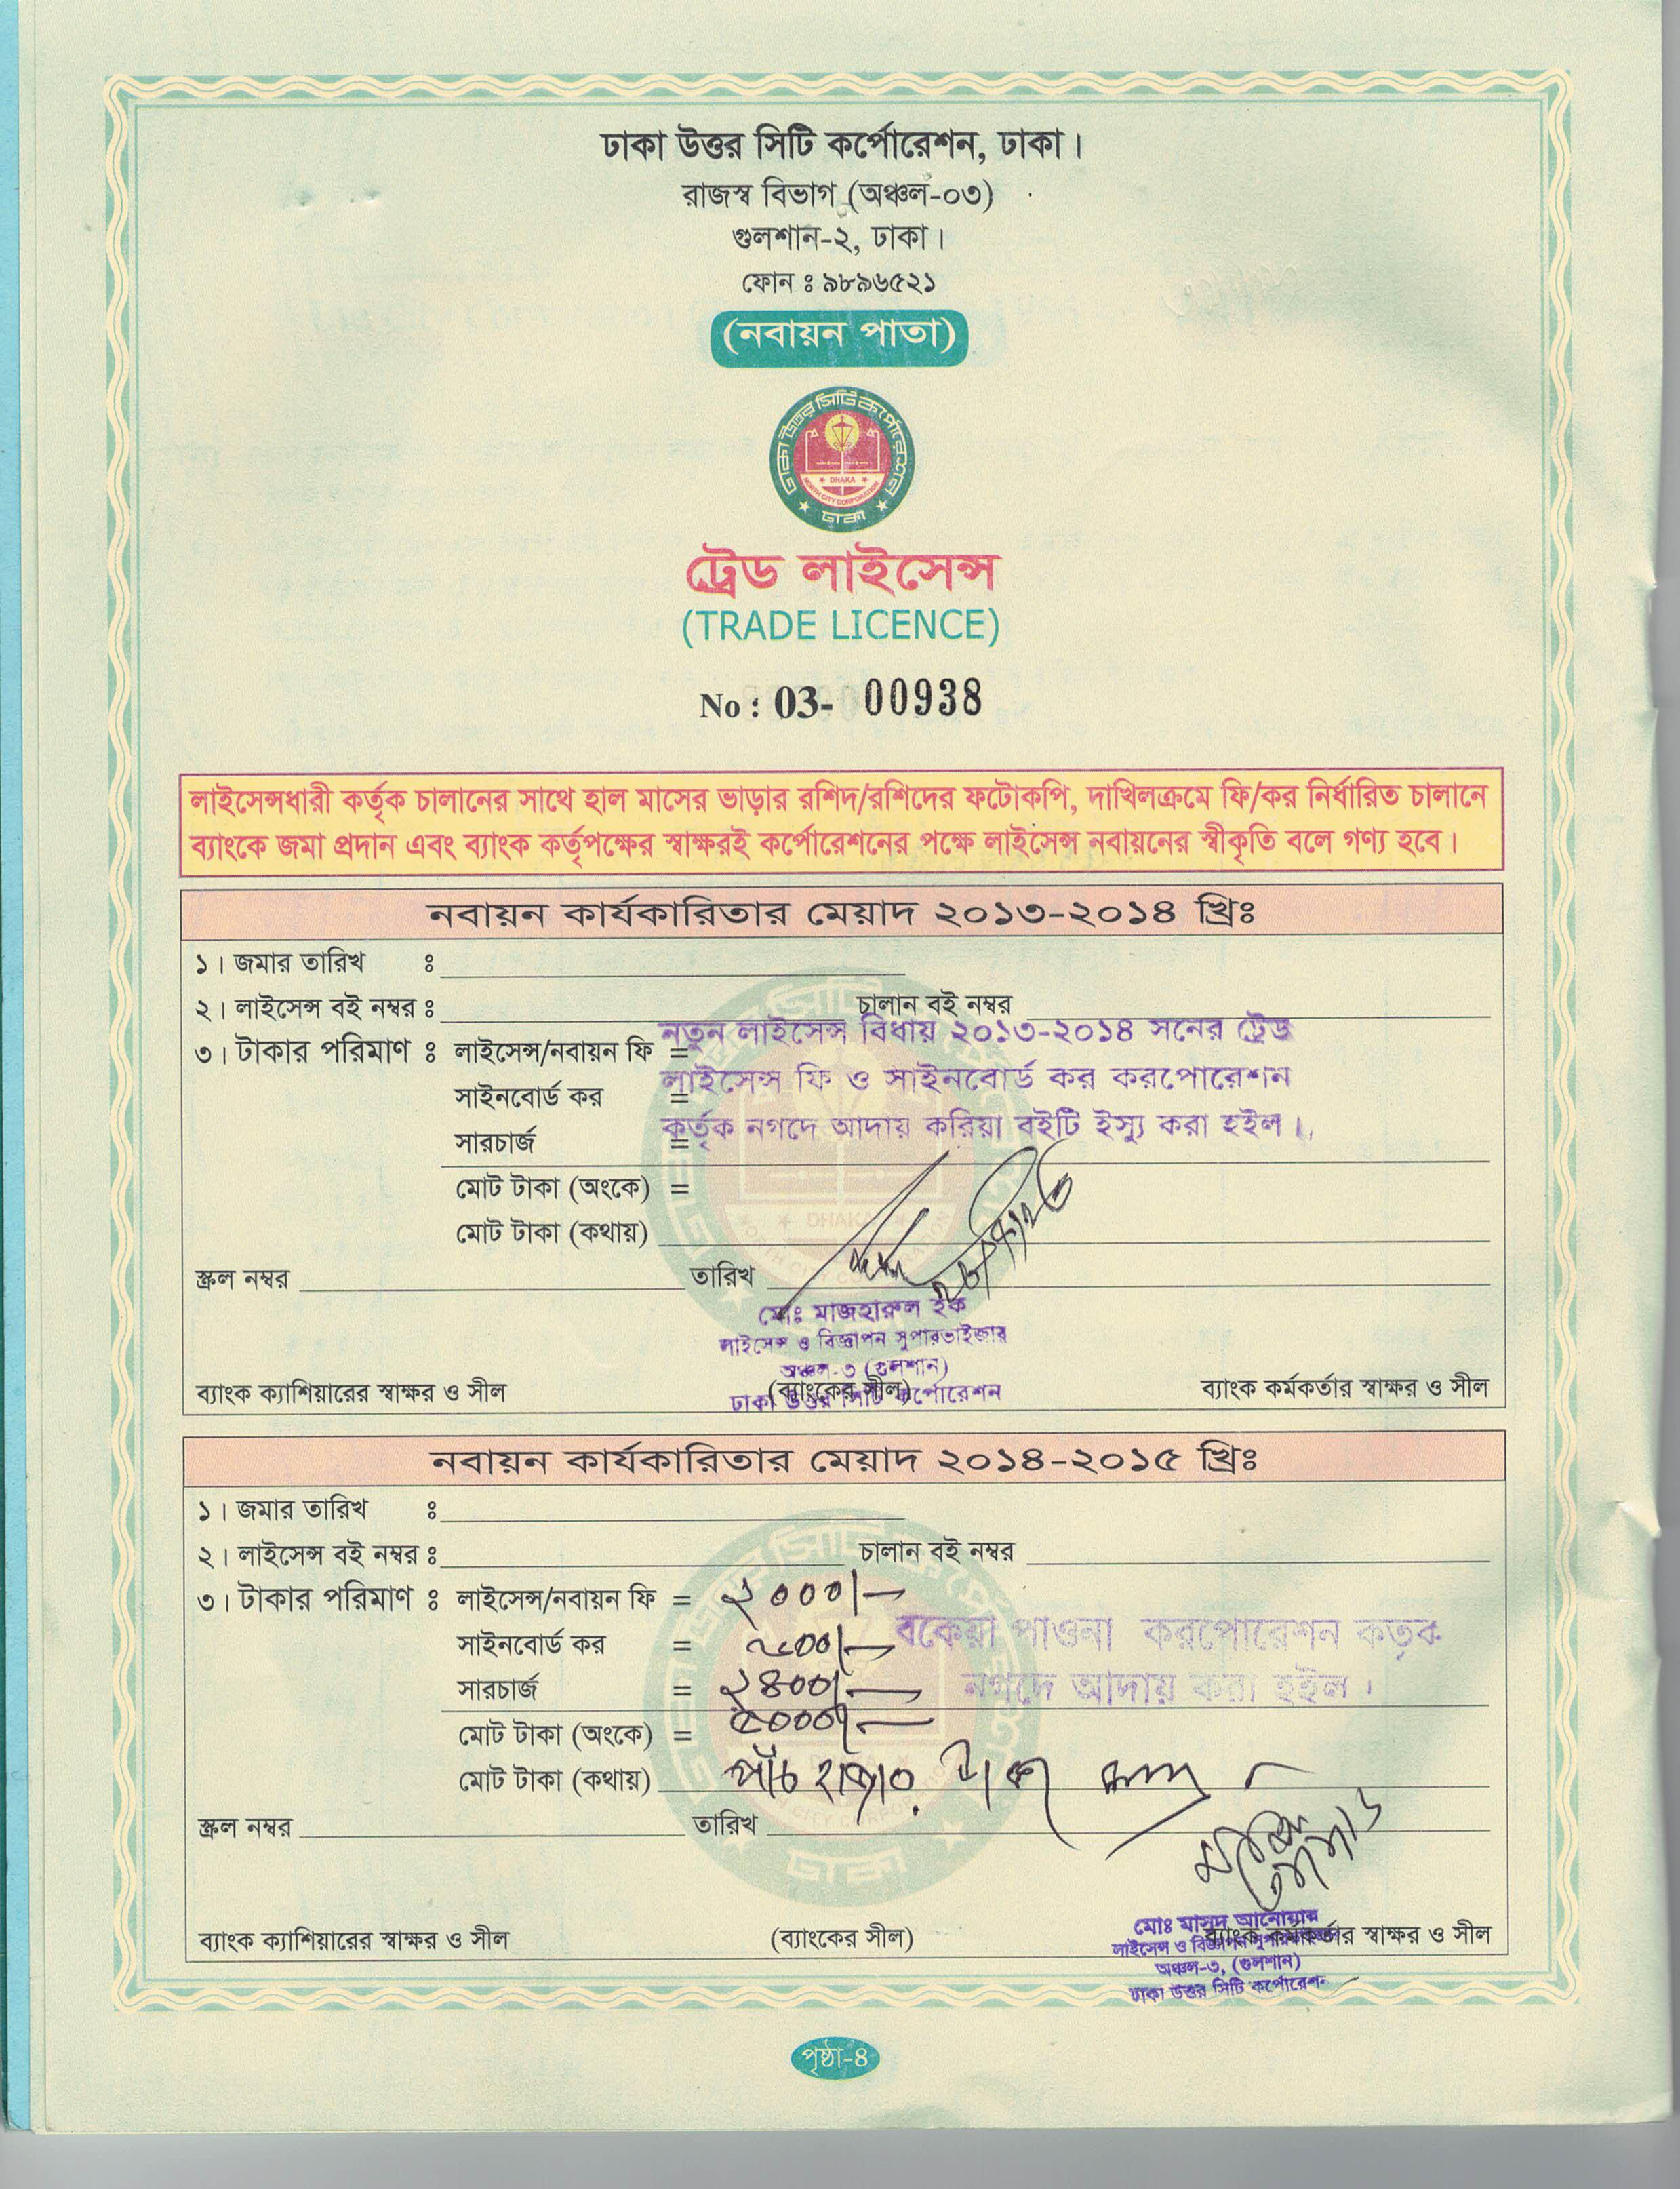 ঢাকা উত্তর সিটি কর্পোরেশন, ঢাকা।
রাজস্ব বিভাগ (অঞ্চল-০৩)
গুলশান-২, ঢাকা।
ফোন ঃ ৯৮৯৬৫২১
(নবায়ন পাতা)
ঢাকা উত্তর সিটি কর্পোরেশন
DHAKA
NORTH CITY CORPORATION
ঢাকা
ট্রেড লাইসেন্স
(TRADE LICENCE)
No : 03- 00938
লাইসেন্সধারী কর্তৃক চালানের সাথে হাল মাসের ভাড়ার রশিদ/রশিদের ফটোকপি, দাখিলক্রমে ফি/কর নির্ধারিত চালানে
ব্যাংকে জমা প্রদান এবং ব্যাংক কর্তৃপক্ষের স্বাক্ষরই কর্পোরেশনের পক্ষে লাইসেন্স নবায়নের স্বীকৃতি বলে গণ্য হবে।
নবায়ন কার্যকারিতার মেয়াদ ২০১৩-২০১৪ খ্রিঃ
১। জমার তারিখ ঃ
২। লাইসেন্স বই নম্বর ঃ চালান বই নম্বর
নতুন লাইসেন্স বিধায় ২০১৩-২০১৪ সনের ট্রেড
৩। টাকার পরিমাণ ঃ লাইসেন্স/নবায়ন ফি =
লাইসেন্স ফি ও সাইনবোর্ড কর করপোরেশন
সাইনবোর্ড কর =
কর্তৃক নগদে আদায় করিয়া বইটি ইস্যু করা হইল।
সারচার্জ =
মোট টাকা (অংকে) =
মোট টাকা (কথায়)
স্ক্রল নম্বর তারিখ
মোঃ মাজহারুল হক
লাইসেন্স ও বিজ্ঞাপন সুপারভাইজার
অঞ্চল-৩ (গুলশান)
ঢাকা উত্তর সিটি কর্পোরেশন
ব্যাংক ক্যাশিয়ারের স্বাক্ষর ও সীল (ব্যাংকের সীল) ব্যাংক কর্মকর্তার স্বাক্ষর ও সীল
নবায়ন কার্যকারিতার মেয়াদ ২০১৪-২০১৫ খ্রিঃ
১। জমার তারিখ ঃ
২। লাইসেন্স বই নম্বর ঃ চালান বই নম্বর
৩। টাকার পরিমাণ ঃ লাইসেন্স/নবায়ন ফি = ২০০০/-
বকেয়া পাওনা করপোরেশন কর্তৃক
সাইনবোর্ড কর = ৬০০/-
নগদে আদায় করা হইল।
সারচার্জ = ২৪০০/-
মোট টাকা (অংকে) = ৫০০০/-
মোট টাকা (কথায়) পাঁচ হাজার টাকা মাত্র
স্ক্রল নম্বর তারিখ
মোঃ মাসুদ আনোয়ার
লাইসেন্স ও বিজ্ঞাপন সুপারভাইজার
অঞ্চল-৩, (গুলশান)
ঢাকা উত্তর সিটি কর্পোরেশন
ব্যাংক ক্যাশিয়ারের স্বাক্ষর ও সীল (ব্যাংকের সীল) ব্যাংক কর্মকর্তার স্বাক্ষর ও সীল
পৃষ্ঠা-৪